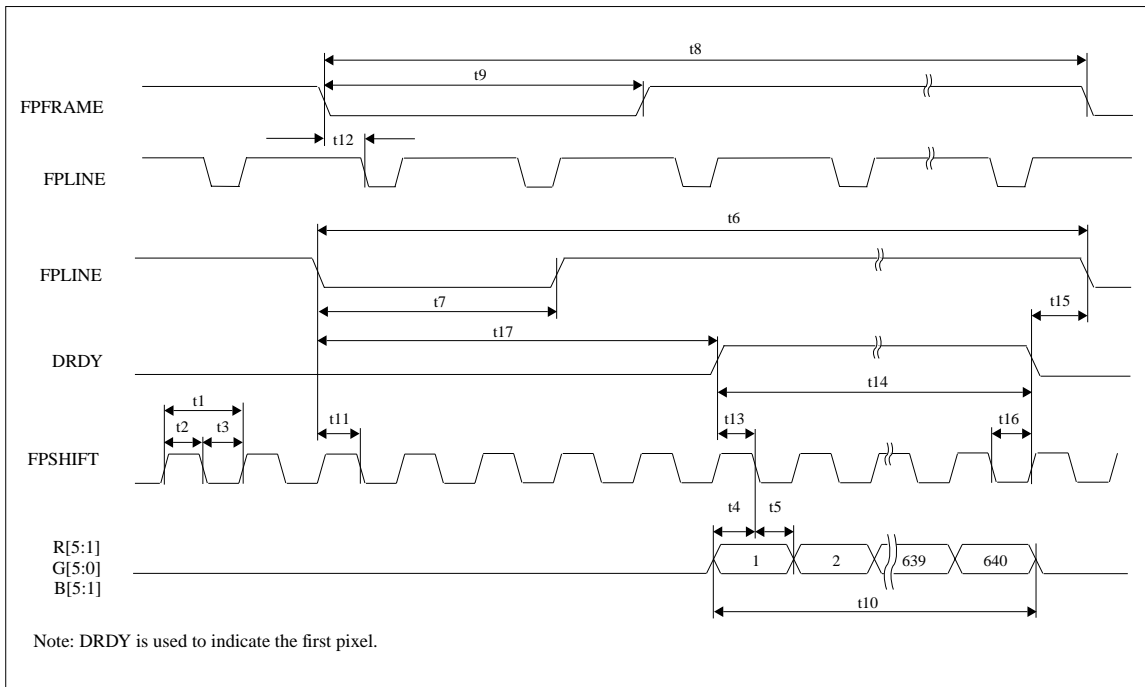 t8
t9
FPFRAME
t12
FPLINE
t6
FPLINE
t7
t15
t17
DRDY
t14
t1
t11
t13
t16
t2 t3
FPSHIFT
t4 t5
R[5:1]
G[5:0]
B[5:1]
1 2 639 640
t10
Note: DRDY is used to indicate the first pixel.